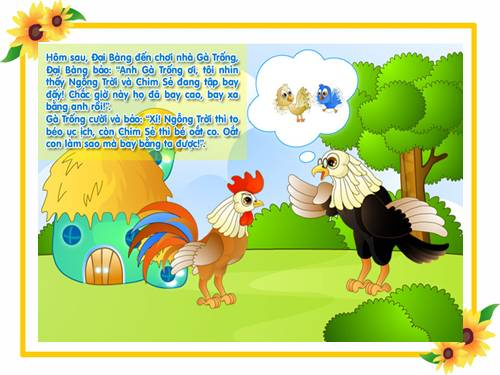 Hôm sau, Đại Bàng đến chơi nhà Gà Trống,
Đại Bàng bảo: "Anh Gà Trống ơi, tôi nhìn
thấy Ngỗng Trời và Chim Sẻ đang tập bay
đấy! Chắc giờ này họ đã bay cao, bay xa
bằng anh rồi!".
Gà Trống cười và bảo: "Xì! Ngỗng Trời thì to
béo ục ịch, còn Chim Sẻ thì bé oắt co. Oắt
con làm sao mà bay bằng ta được!".